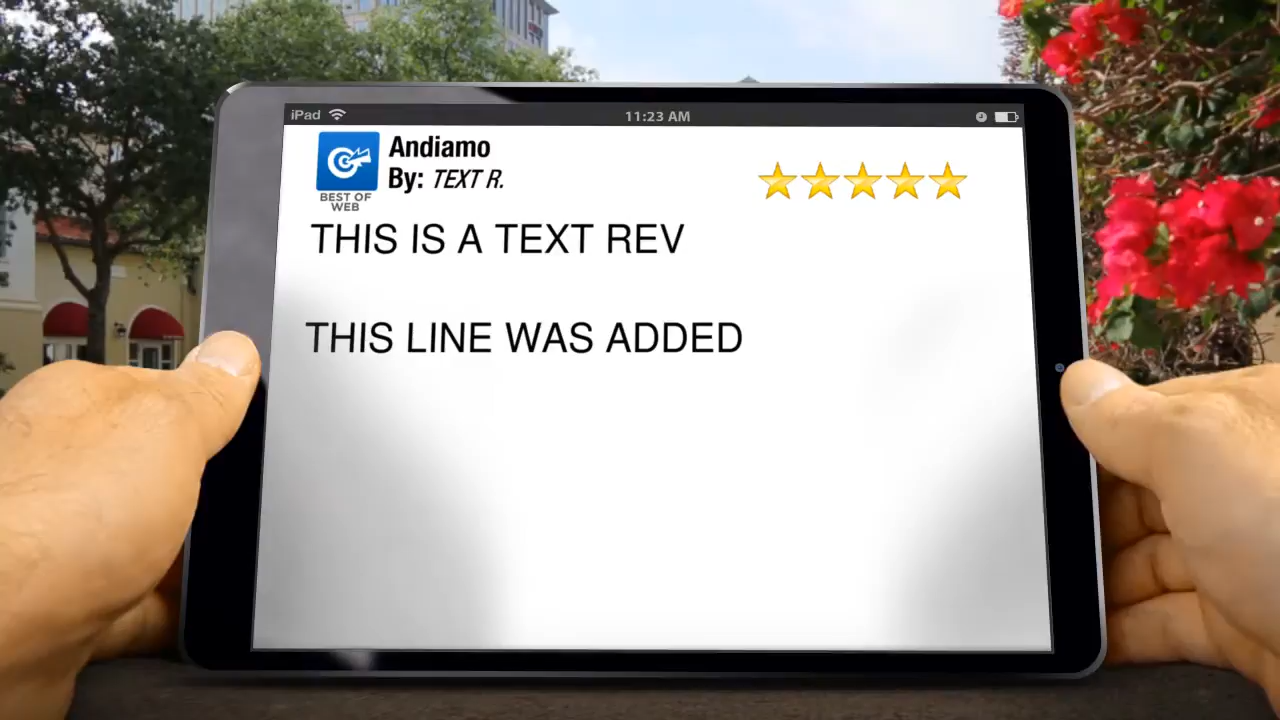 iPad
11:23 AM
BEST OF
WEB
Andiamo
By: TEXT R.
THIS IS A TEXT REV
THIS LINE WAS ADDED